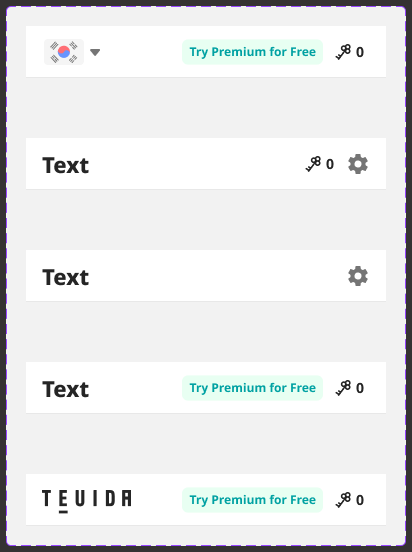 Try Premium for Free 0
Text 0
Text
Text Try Premium for Free 0
TEUIDA Try Premium for Free 0